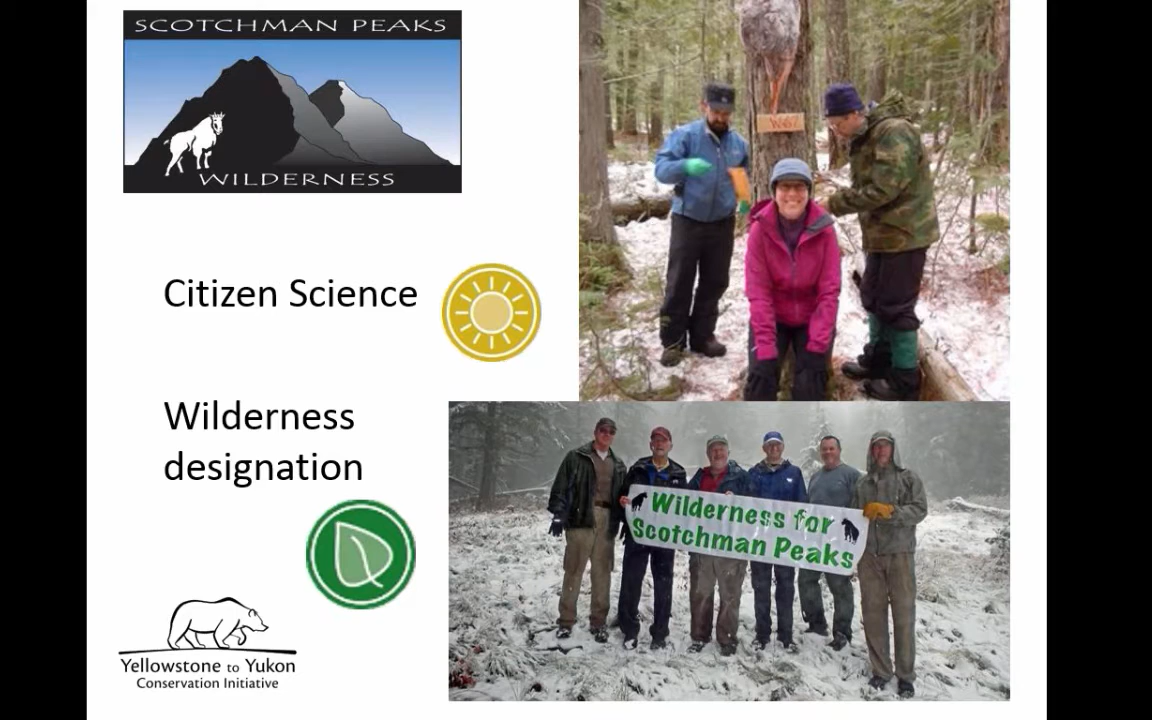 SCOTCHMAN PEAKS
WILDERNESS
Citizen Science
Wilderness
designation
Wilderness for
Scotchman Peaks
Yellowstone to Yukon
Conservation Initiative